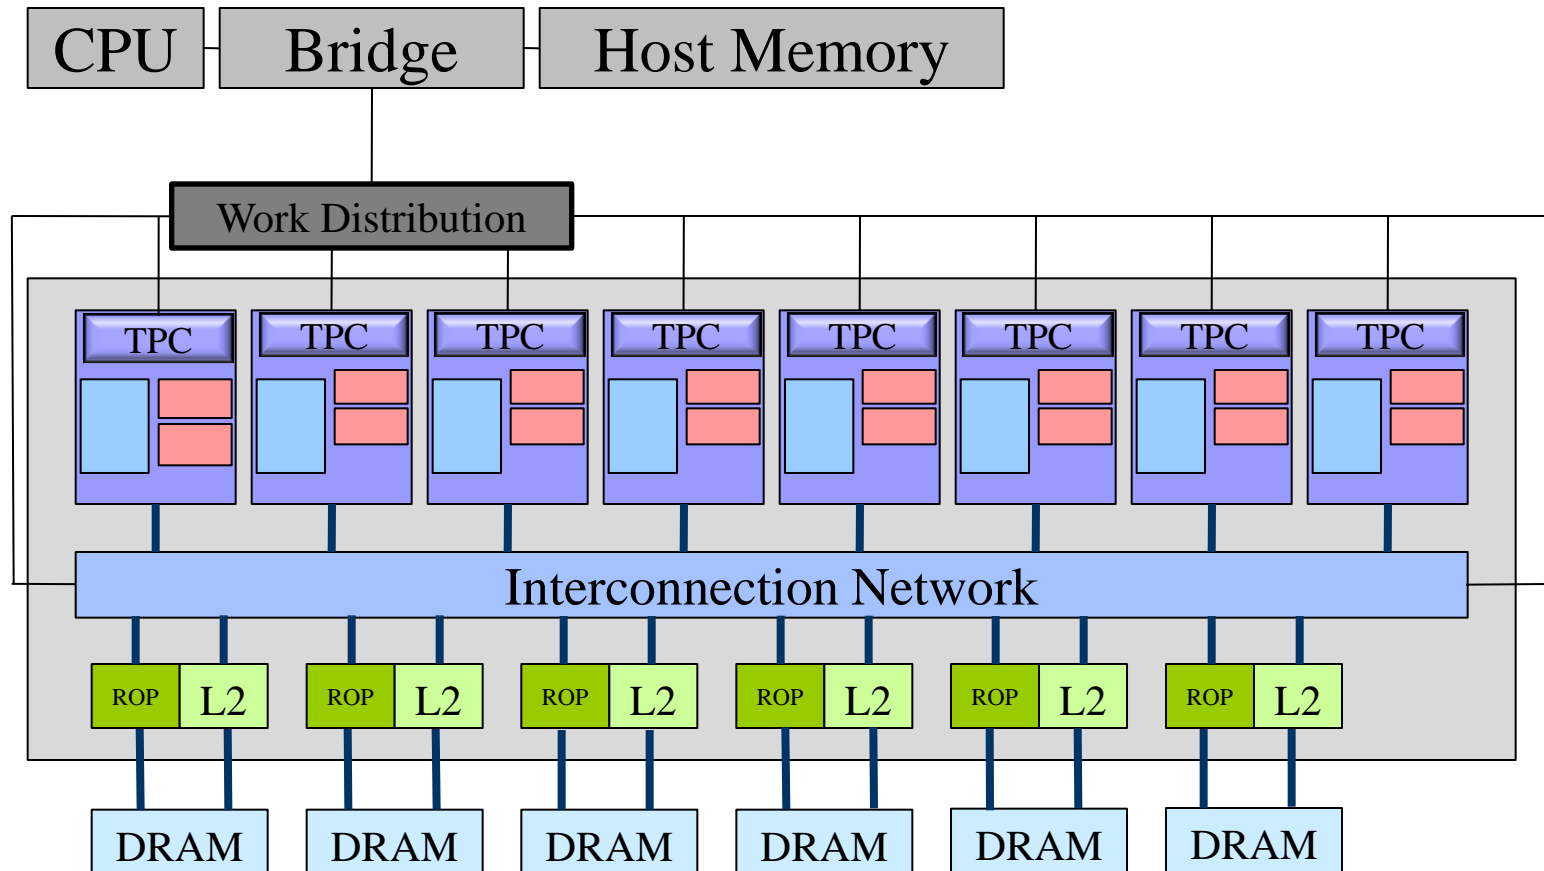 CPU
Bridge
Host Memory
Work Distribution
TPC
TPC
TPC
TPC
TPC
TPC
TPC
TPC
Interconnection Network
ROP
L2
ROP
L2
ROP
L2
ROP
L2
ROP
L2
ROP
L2
DRAM
DRAM
DRAM
DRAM
DRAM
DRAM